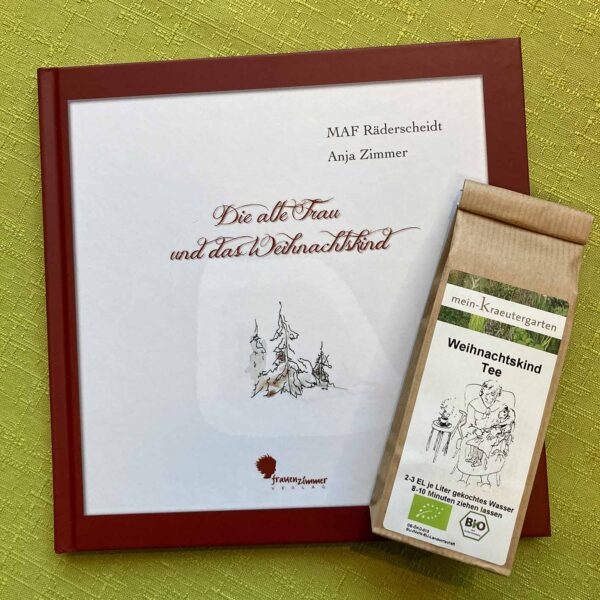 MAF Räderscheidt
Anja Zimmer
Die alte Frau
und das Weihnachtskind
frauenzimmer
VERLAG
mein-Kraeutergarten
Weihnachtskind
Tee
2-3 EL je Liter gekochtes Wasser
8-10 Minuten ziehen lassen
Bio